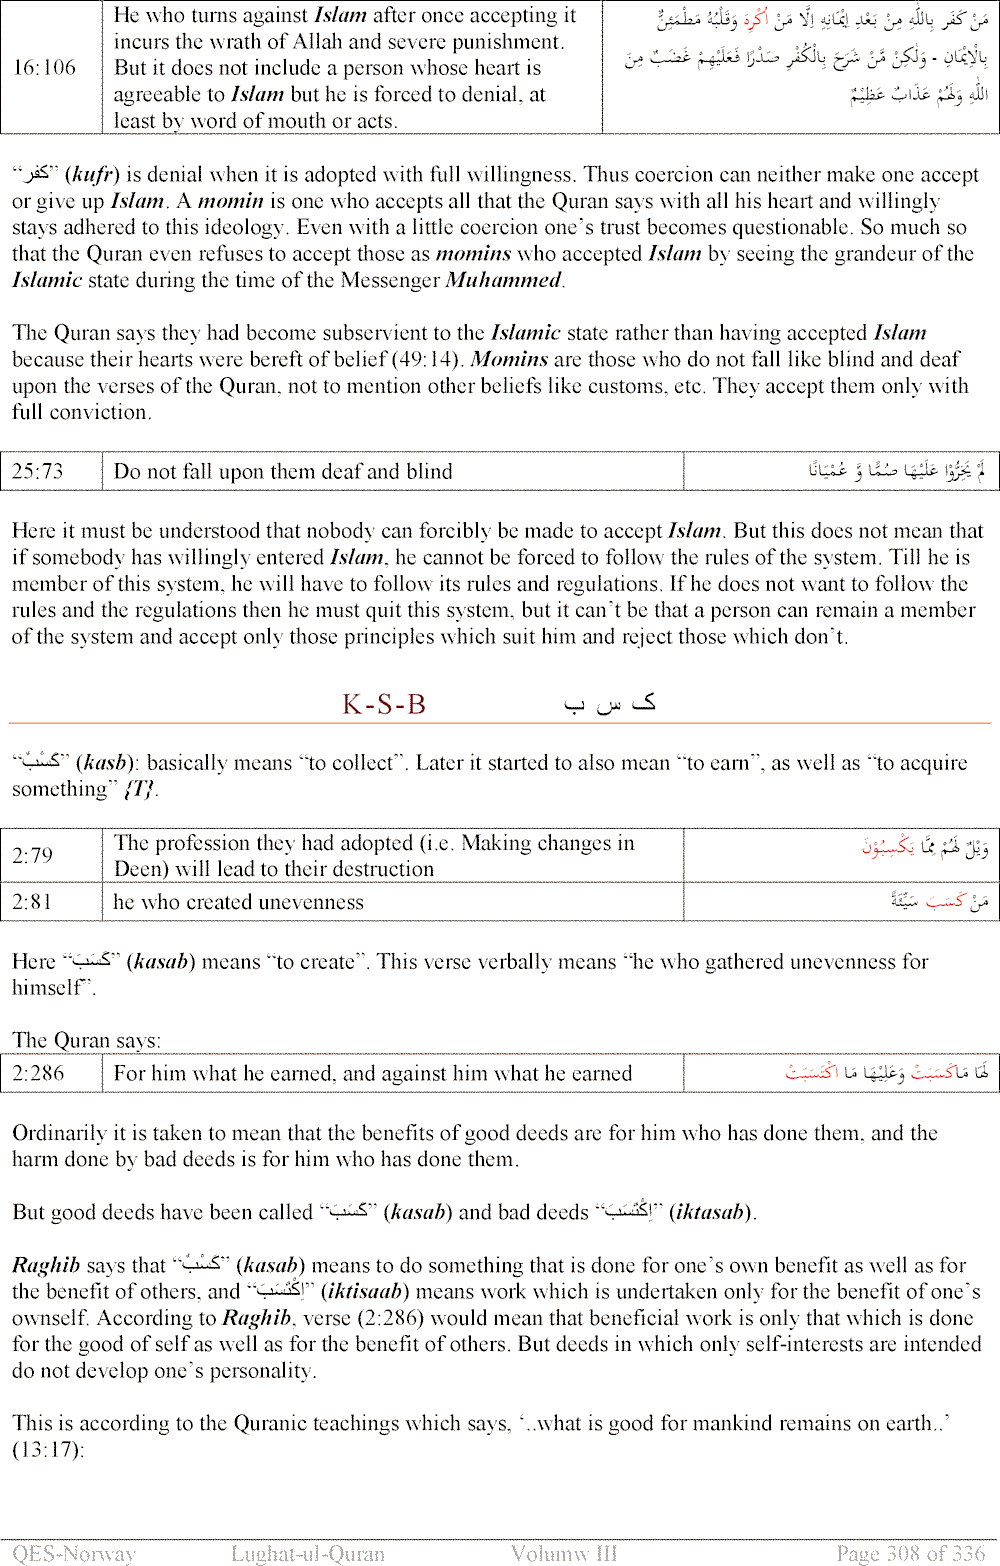 He who turns against Islam after once accepting it
incurs the wrath of Allah and severe punishment.
16:106 But it does not include a person whose heart is
agreeable to Islam but he is forced to denial, at
least by word of mouth or acts.
مَنْ كَفَرَ بِاللّٰهِ مِنْ بَعْدِ اِيْمَانِهِ اِلَّا مَنْ اُكْرِهَ وَقَلْبُهُ مَطْمَئِنٌّ
بِالْاِيْمَانِ - وَلٰكِنْ مَّنْ شَرَحَ بِالْكُفْرِ صَدْرًا فَعَلَيْهِمْ غَضَبٌ مِنَ
اللّٰهِ وَلَهُمْ عَذَابٌ عَظِيْمٌ
“كفر” (kufr) is denial when it is adopted with full willingness. Thus coercion can neither make one accept
or give up Islam. A momin is one who accepts all that the Quran says with all his heart and willingly
stays adhered to this ideology. Even with a little coercion one’s trust becomes questionable. So much so
that the Quran even refuses to accept those as momins who accepted Islam by seeing the grandeur of the
Islamic state during the time of the Messenger Muhammed.
The Quran says they had become subservient to the Islamic state rather than having accepted Islam
because their hearts were bereft of belief (49:14). Momins are those who do not fall like blind and deaf
upon the verses of the Quran, not to mention other beliefs like customs, etc. They accept them only with
full conviction.
25:73 Do not fall upon them deaf and blind لَمْ يَخِرُّوْا عَلَيْهَا صُمًّا وَّ عُمْيَانًا
Here it must be understood that nobody can forcibly be made to accept Islam. But this does not mean that
if somebody has willingly entered Islam, he cannot be forced to follow the rules of the system. Till he is
member of this system, he will have to follow its rules and regulations. If he does not want to follow the
rules and the regulations then he must quit this system, but it can’t be that a person can remain a member
of the system and accept only those principles which suit him and reject those which don’t.
K-S-B ک س ب
“كَسْبٌ” (kasb): basically means “to collect”. Later it started to also mean “to earn”, as well as “to acquire
something” {T}.
2:79 The profession they had adopted (i.e. Making changes in
Deen) will lead to their destruction
وَيْلٌ لَهُمْ مِمَّا يَكْسِبُوْنَ
2:81 he who created unevenness مَنْ كَسَبَ سَيِّئَةً
Here “كَسَبَ” (kasab) means “to create”. This verse verbally means “he who gathered unevenness for
himself”.
The Quran says:
2:286 For him what he earned, and against him what he earned لَهَا مَا كَسَبَتْ وَعَلَيْهَا مَا اكْتَسَبَتْ
Ordinarily it is taken to mean that the benefits of good deeds are for him who has done them, and the
harm done by bad deeds is for him who has done them.
But good deeds have been called “كَسَبَ” (kasab) and bad deeds “اِكْتَسَبَ” (iktasab).
Raghib says that “كَسْبٌ” (kasab) means to do something that is done for one’s own benefit as well as for
the benefit of others, and “اِكْتَسَبَ” (iktisaab) means work which is undertaken only for the benefit of one’s
ownself. According to Raghib, verse (2:286) would mean that beneficial work is only that which is done
for the good of self as well as for the benefit of others. But deeds in which only self-interests are intended
do not develop one’s personality.
This is according to the Quranic teachings which says, ‘..what is good for mankind remains on earth..’
(13:17):
QES-Norway Lughat-ul-Quran Volumw III Page 308 of 336